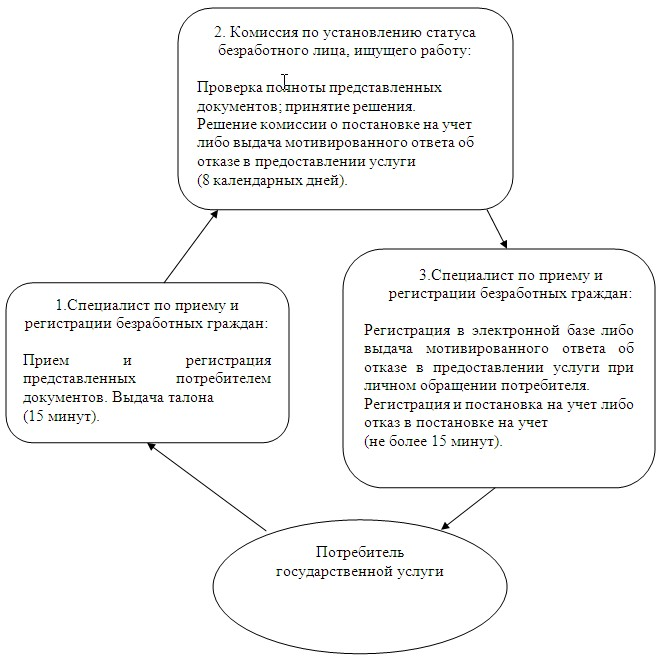 2. Комиссия по установлению статуса
безработного лица, ищущего работу:
Проверка полноты представленных
документов; принятие решения.
Решение комиссии о постановке на учет
либо выдача мотивированного ответа об
отказе в предоставлении услуги
(8 календарных дней).
1.Специалист по приему и
регистрации безработных граждан:
Прием и регистрация
представленных потребителем
документов. Выдача талона
(15 минут).
3.Специалист по приему и
регистрации безработных граждан:
Регистрация в электронной базе либо
выдача мотивированного ответа об
отказе в предоставлении услуги при
личном обращении потребителя.
Регистрация и постановка на учет либо
отказ в постановке на учет
(не более 15 минут).
Потребитель
государственной услуги